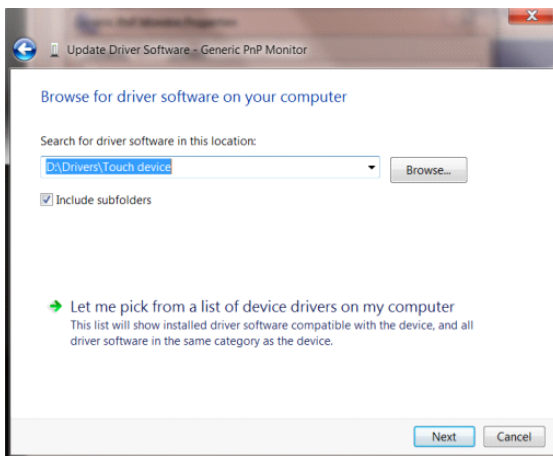 Update Driver Software - Generic PnP Monitor
Browse for driver software on your computer
Search for driver software in this location:
D:\Drivers\Touch device
Browse...
Include subfolders
Let me pick from a list of device drivers on my computer
This list will show installed driver software compatible with the device, and all
driver software in the same category as the device.
Next
Cancel